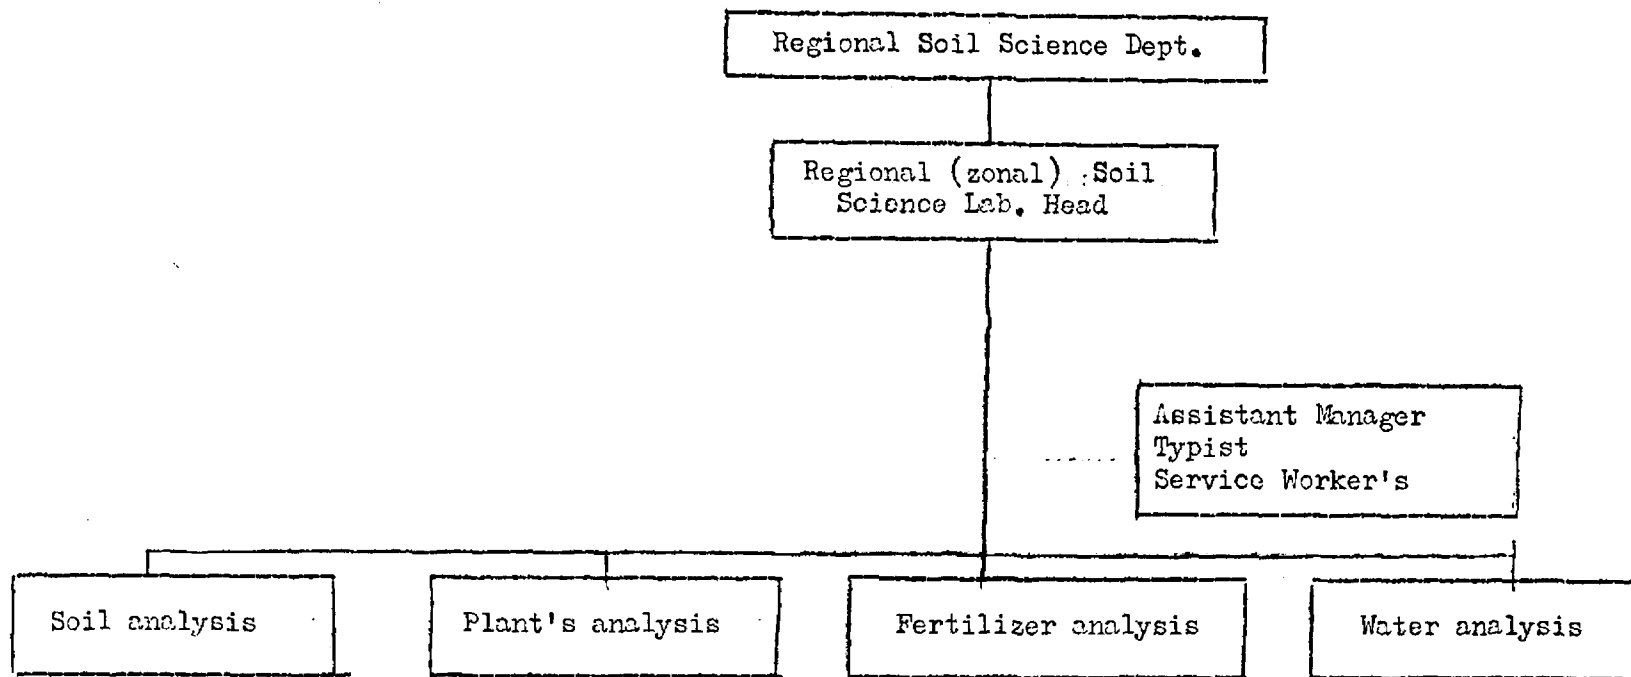 Regional Soil Science Dept.
Regional (zonal) Soil
Science Lab. Head
Assistant Manager
Typist
Service Worker's
Soil analysis
Plant's analysis
Fertilizer analysis
Water analysis